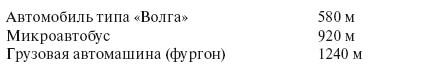 Автомобиль типа «Волга» 580 м
Микроавтобус 920 м
Грузовая автомашина (фургон) 1240 м